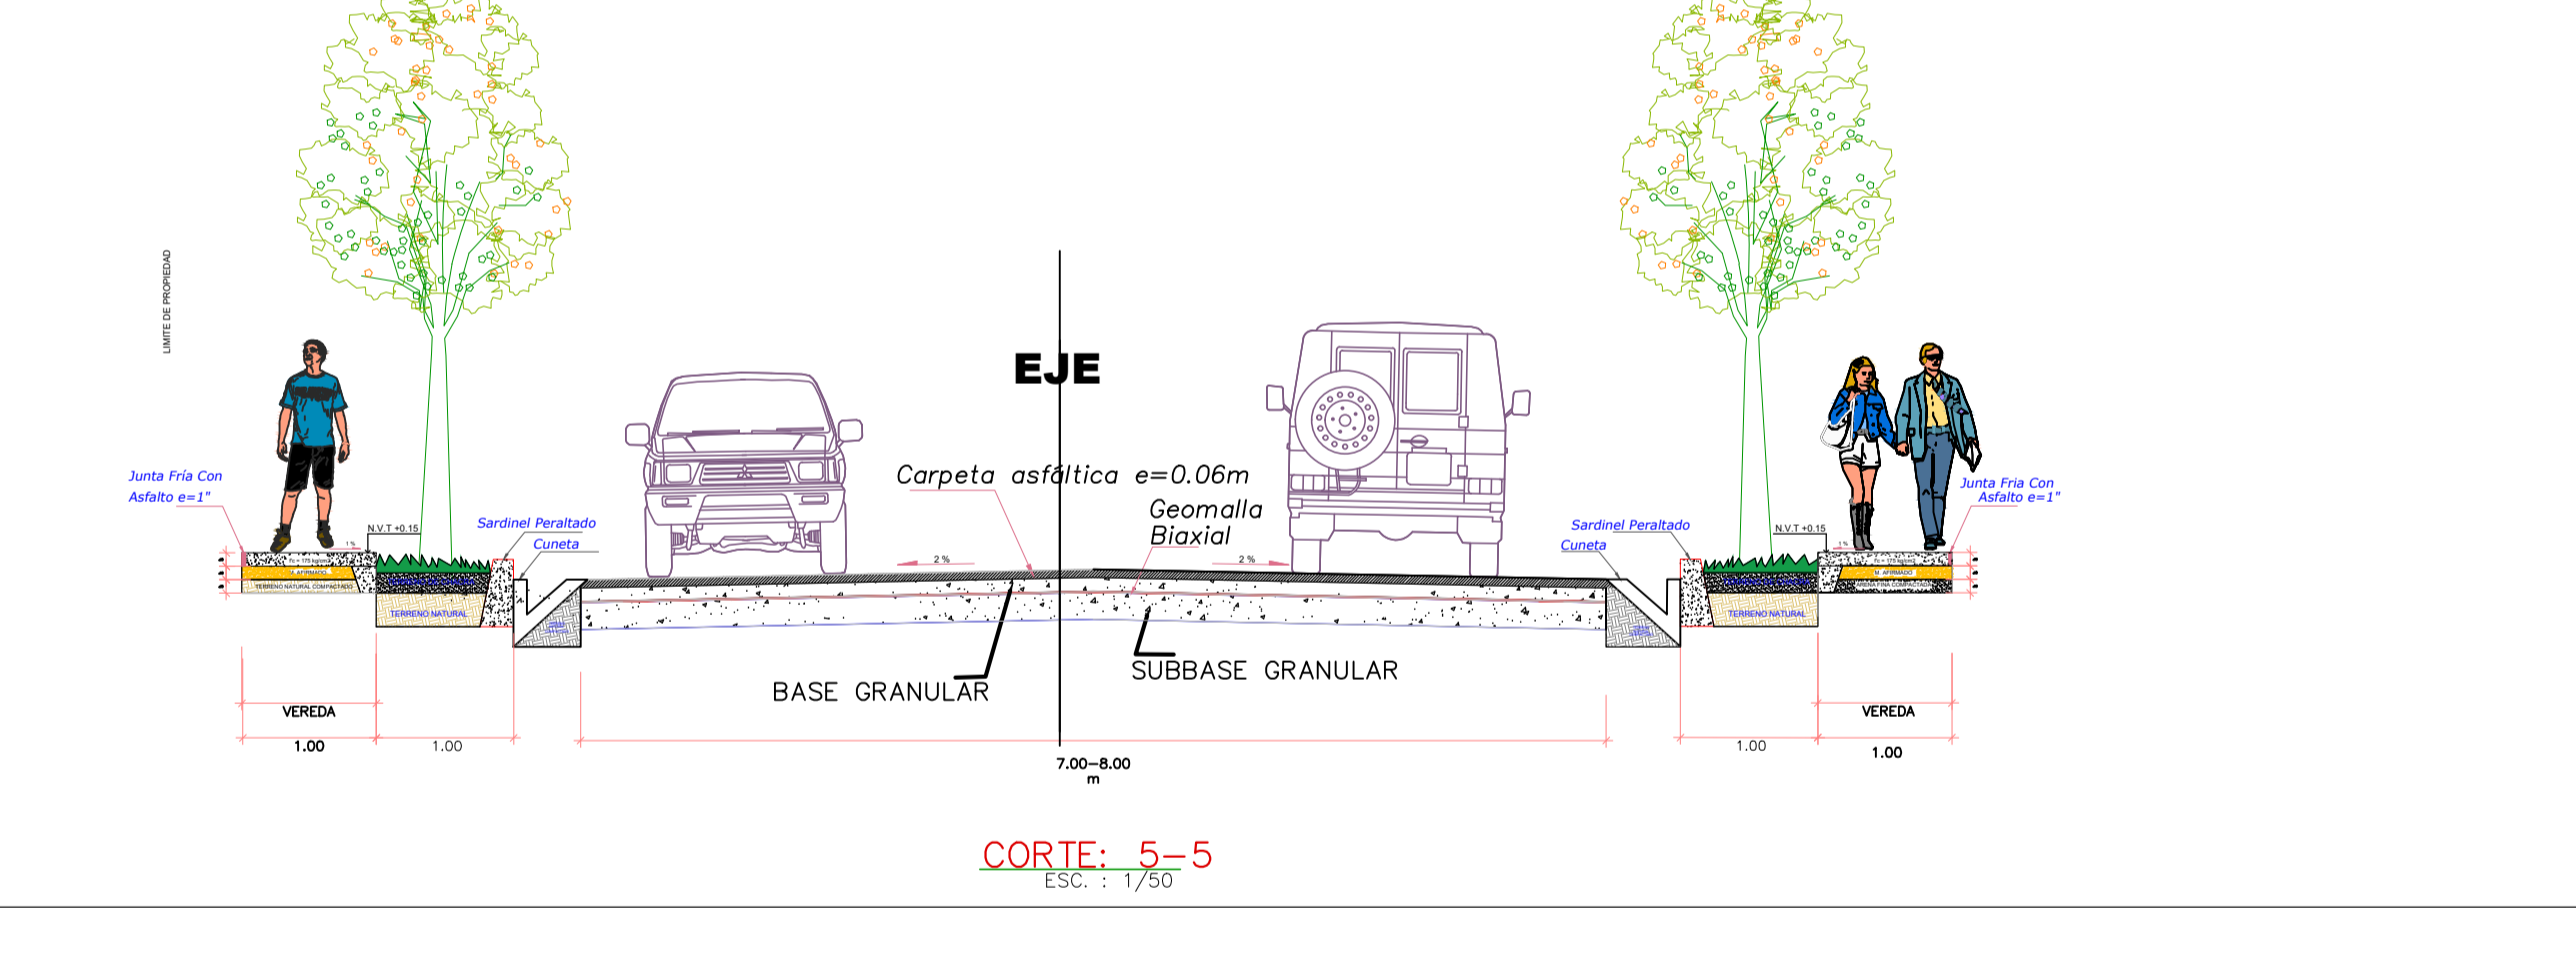 LIMITE DE PROPIEDAD
EJE
Junta Fría Con
Asfalto e=1"
N.V.T +0.15
1 %
Sardinel Peraltado
Cuneta
Carpeta asfáltica e=0.06m
Geomalla
Biaxial
2 %
2 %
Sardinel Peraltado
Cuneta
N.V.T +0.15
1 %
Junta Fria Con
Asfalto e=1"
M. AFIRMADO
TERRENO NATURAL COMPACTADO
TERRENO NATURAL
M. AFIRMADO
TERRENO NATURAL
BASE GRANULAR
SUBBASE GRANULAR
VEREDA
1.00
1.00
7.00-8.00
m
1.00
VEREDA
1.00
CORTE: 5-5
ESC. : 1/50